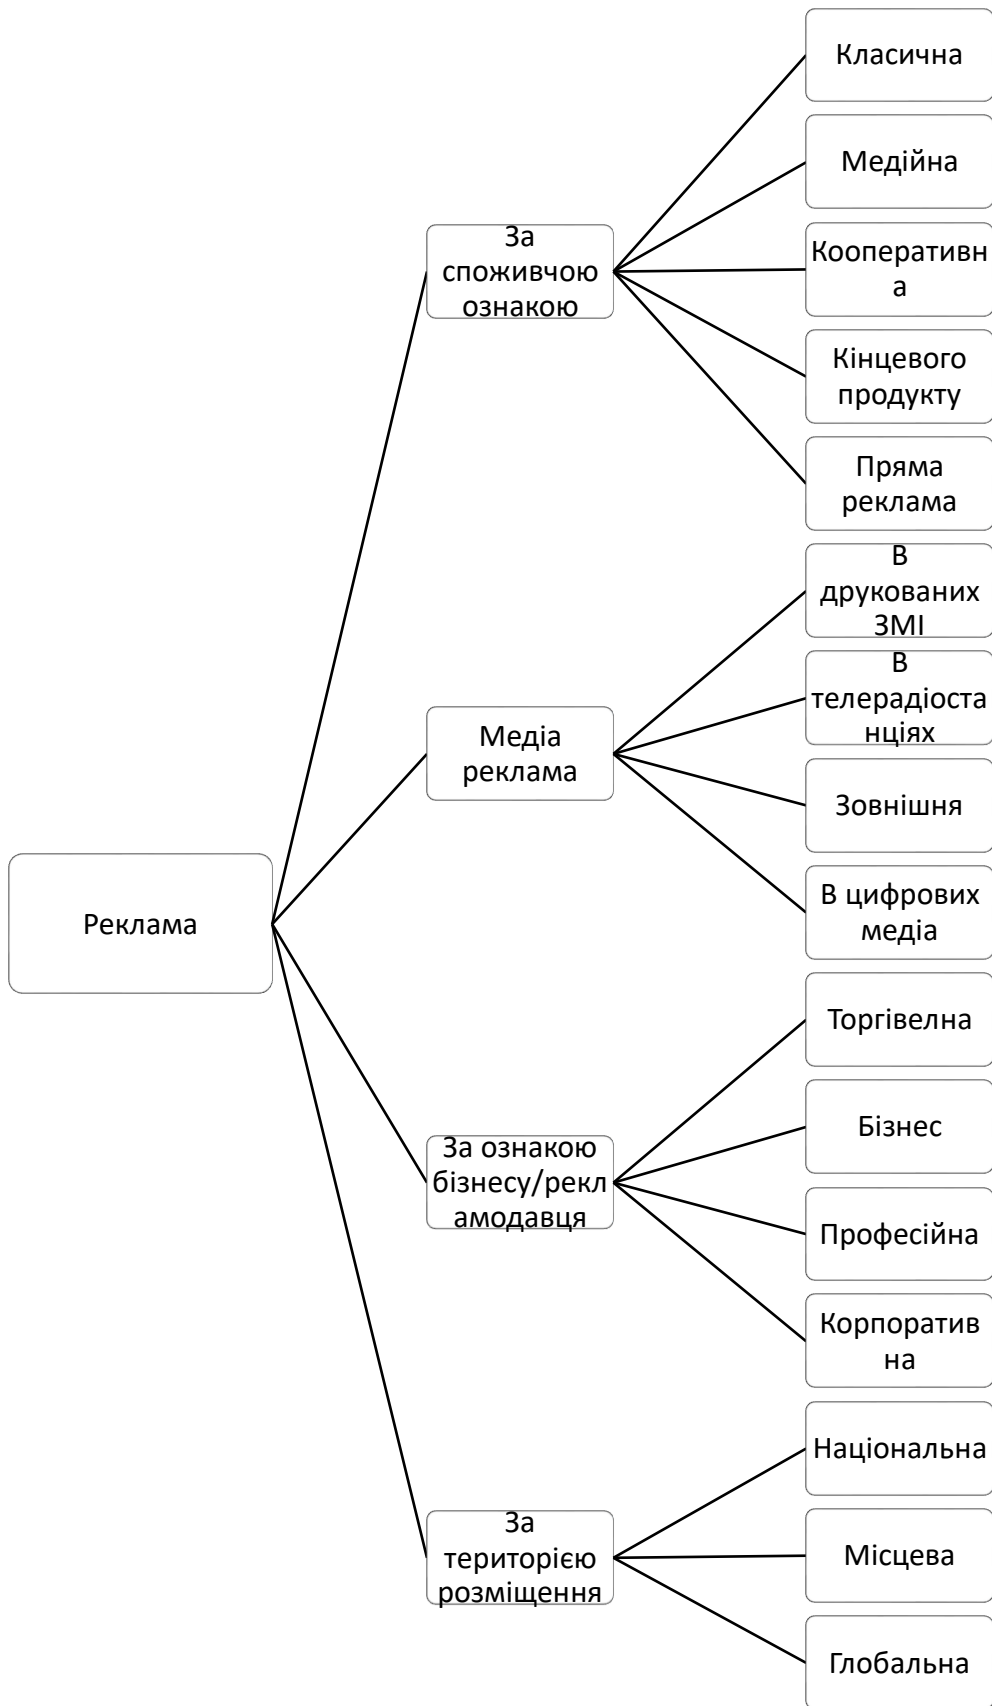 Класична
Медійна
Кооперативн
а
За
споживчою
ознакою
Кінцевого
продукту
Пряма
реклама
В
друкованих
ЗМІ
В
телерадіоста
нціях
Медіа
реклама
Зовнішня
В цифрових
медіа
Реклама
Торгівелна
Бізнес
За ознакою
бізнесу/рекл
амодавця
Професійна
Корпоратив
на
Національна
За
територією
розміщення
Місцева
Глобальна